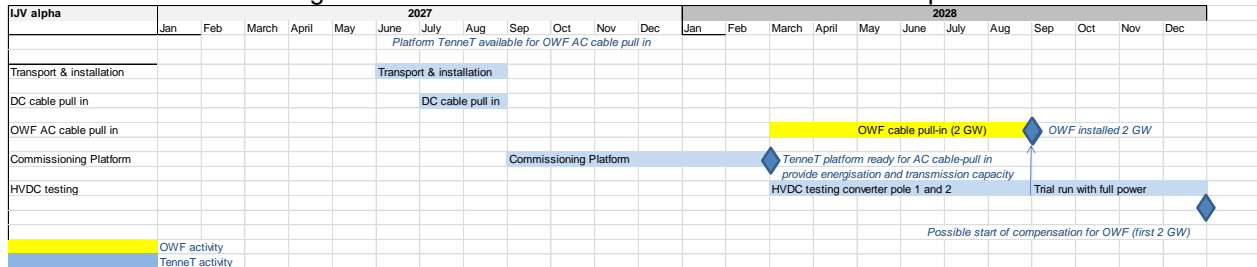 IJV alpha 2027 2028
Jan Feb March April May June July Aug Sep Oct Nov Dec Jan Feb March April May June July Aug Sep Oct Nov Dec
Platform TenneT available for OWF AC cable pull in
Transport & installation Transport & installation
DC cable pull in DC cable pull in
OWF AC cable pull in OWF cable pull-in (2 GW) OWF installed 2 GW
Commissioning Platform Commissioning Platform TenneT platform ready for AC cable-pull in
provide energisation and transmission capacity
HVDC testing HVDC testing converter pole 1 and 2 Trial run with full power
Possible start of compensation for OWF (first 2 GW)
OWF activity
TenneT activity